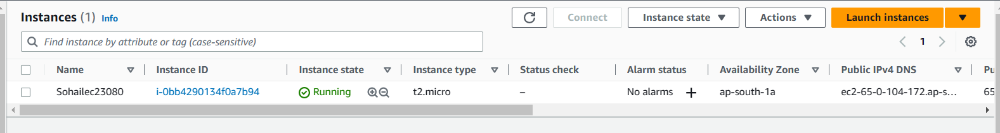 Instances (1) Info Connect Instance state Actions Launch instances
Find instance by attribute or tag (case-sensitive) 1
Name Instance ID Instance state Instance type Status check Alarm status Availability Zone Public IPv4 DNS Pu
Sohailec23080 i-0bb4290134f0a7b94 Running t2.micro – No alarms + ap-south-1a ec2-65-0-104-172.ap-s... 65